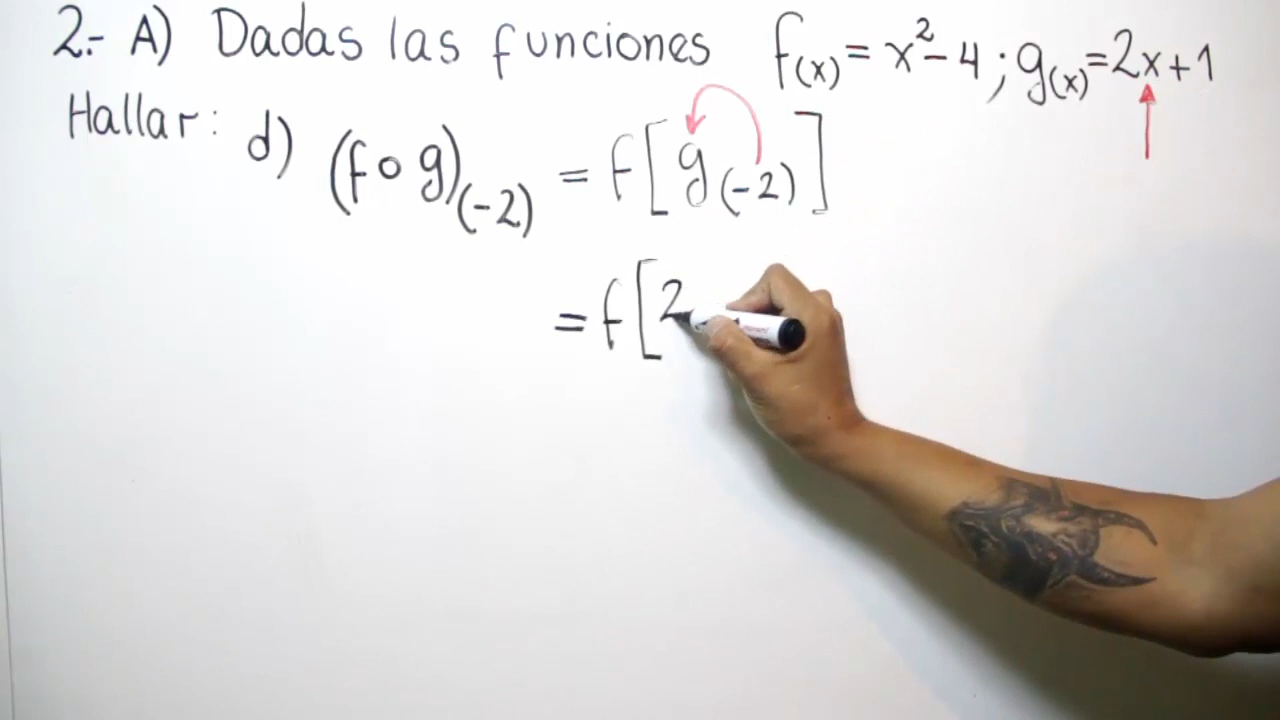 2.- A) Dadas las funciones f(x) = x² - 4 ; g(x) = 2x + 1
Hallar: d) (f o g)(-2) = f[g(-2)]
= f[2